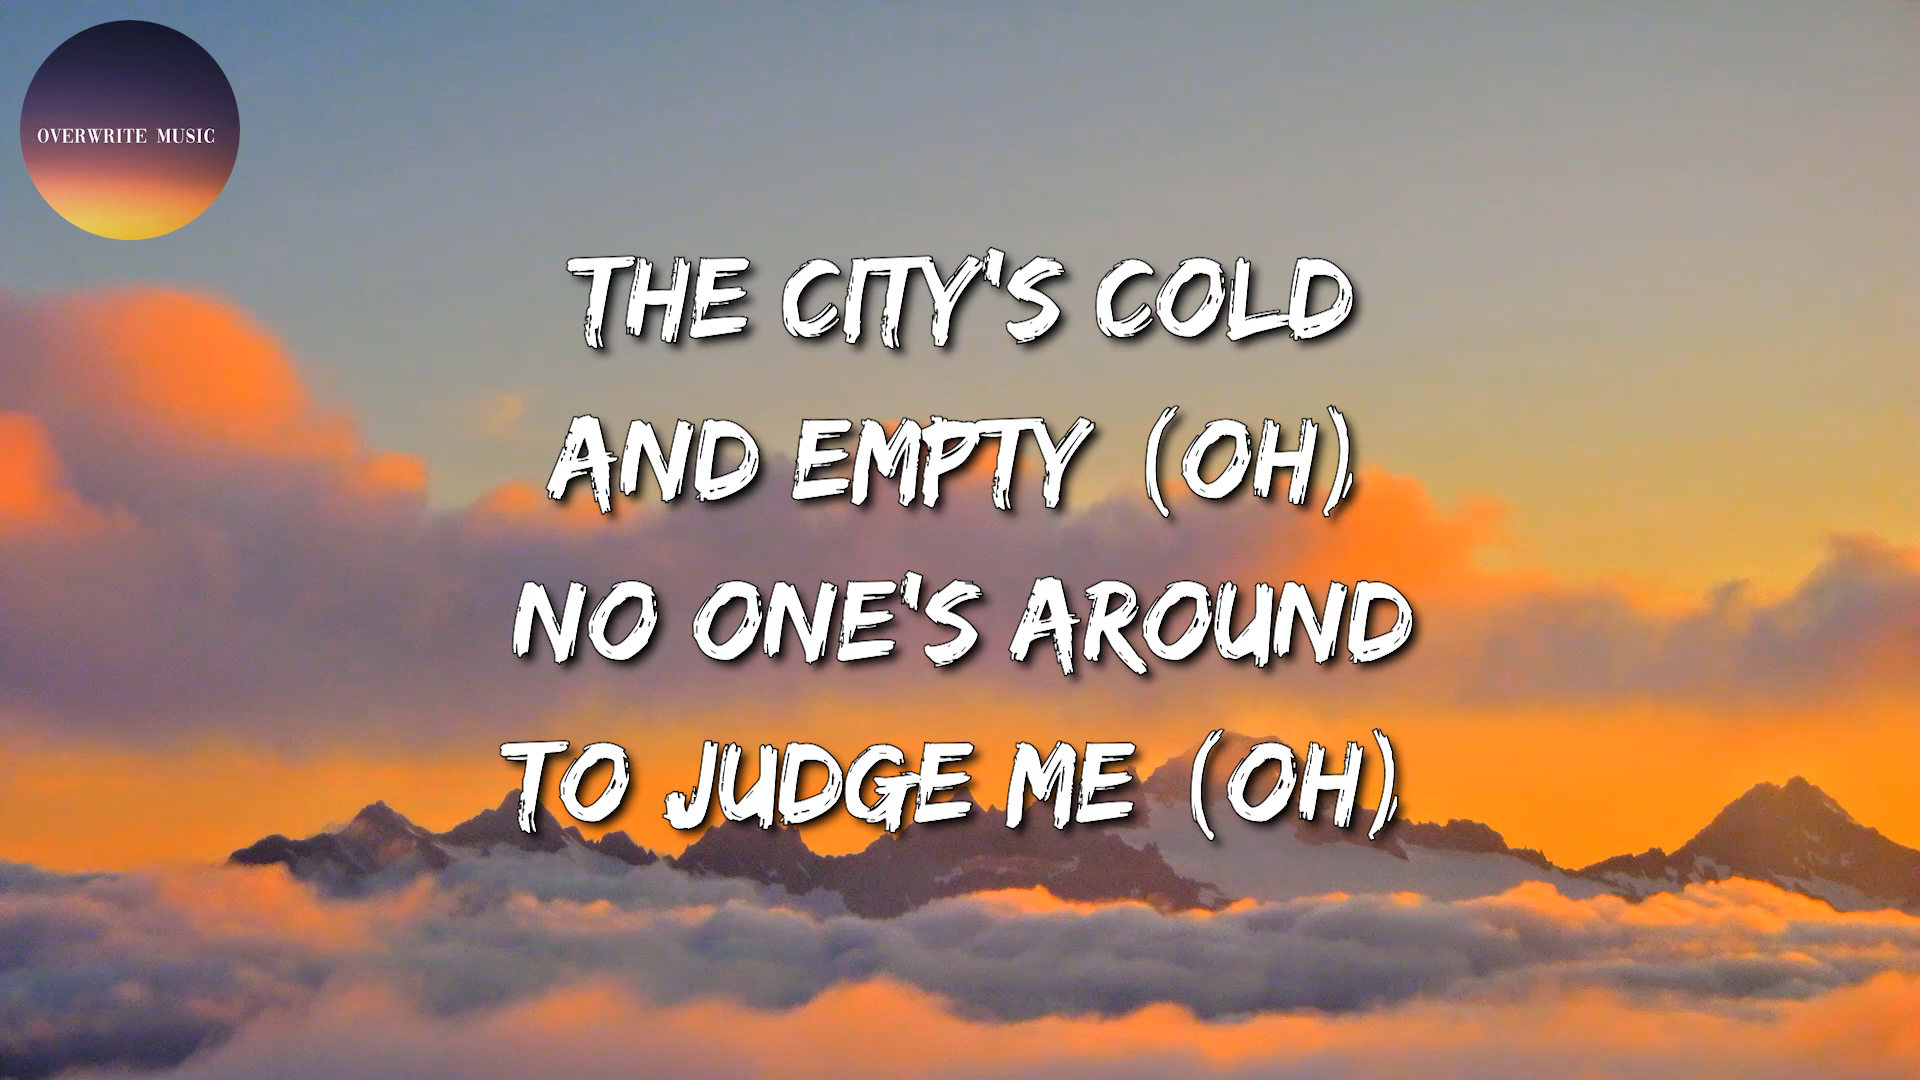 OVERWRITE MUSIC
THE CITY'S COLD
AND EMPTY (OH)
NO ONE'S AROUND
TO JUDGE ME (OH)